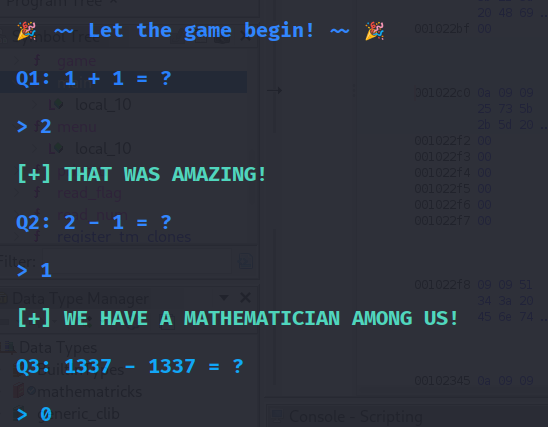 🎉 ~~ Let the game begin! ~~ 🎉
Q1: 1 + 1 = ?
> 2
[+] THAT WAS AMAZING!
Q2: 2 - 1 = ?
> 1
[+] WE HAVE A MATHEMATICIAN AMONG US!
Q3: 1337 - 1337 = ?
> 0
Program Tree ×
game
local_10
menu
local_10
read_flag
register_tm_clones
Filter:
Data Type Manager
Data Types
mathematricks
generic_clib
20 48 69 ...
001022bf 00
001022c0 0a 09 09
25 73 5b
2b 5d 20
001022f2 00
001022f3 00
001022f4 00
001022f5 00
001022f6 00
001022f7 00
001022f8 09 09 51
34 3a 20
45 6e 74 ...
00102345 0a 09 09
Console - Scripting